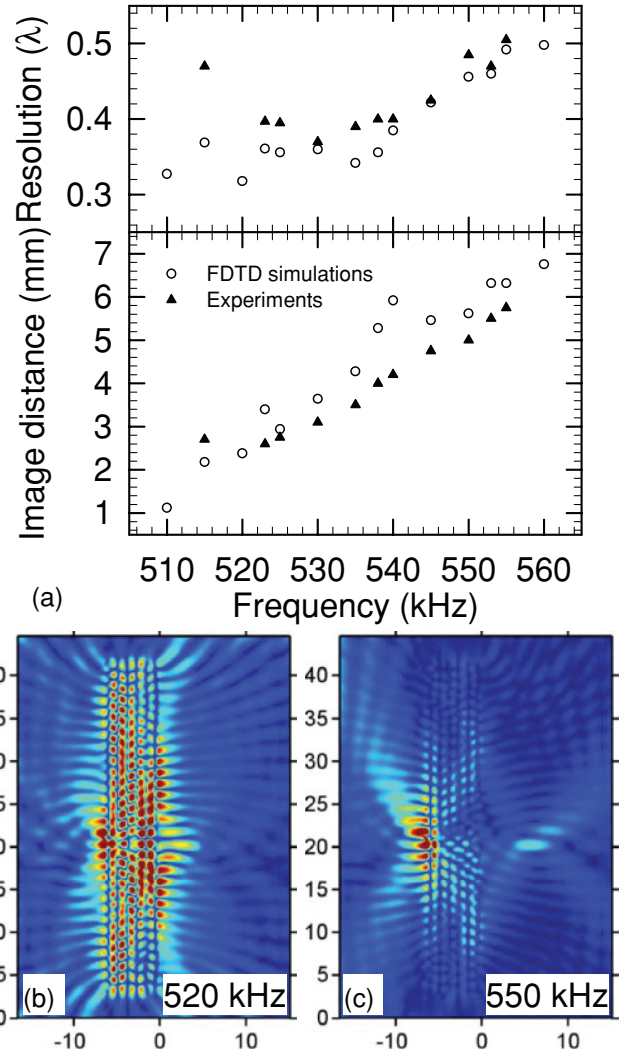 Resolution (λ)
0.5
0.4
0.3
Image distance (mm)
7
6
5
4
3
2
1
FDTD simulations
Experiments
510 520 530 540 550 560
(a)
Frequency (kHz)
40
35
30
25
20
15
10
5
0
(b)
520 kHz
(c)
550 kHz
-10 0 10
-10 0 10